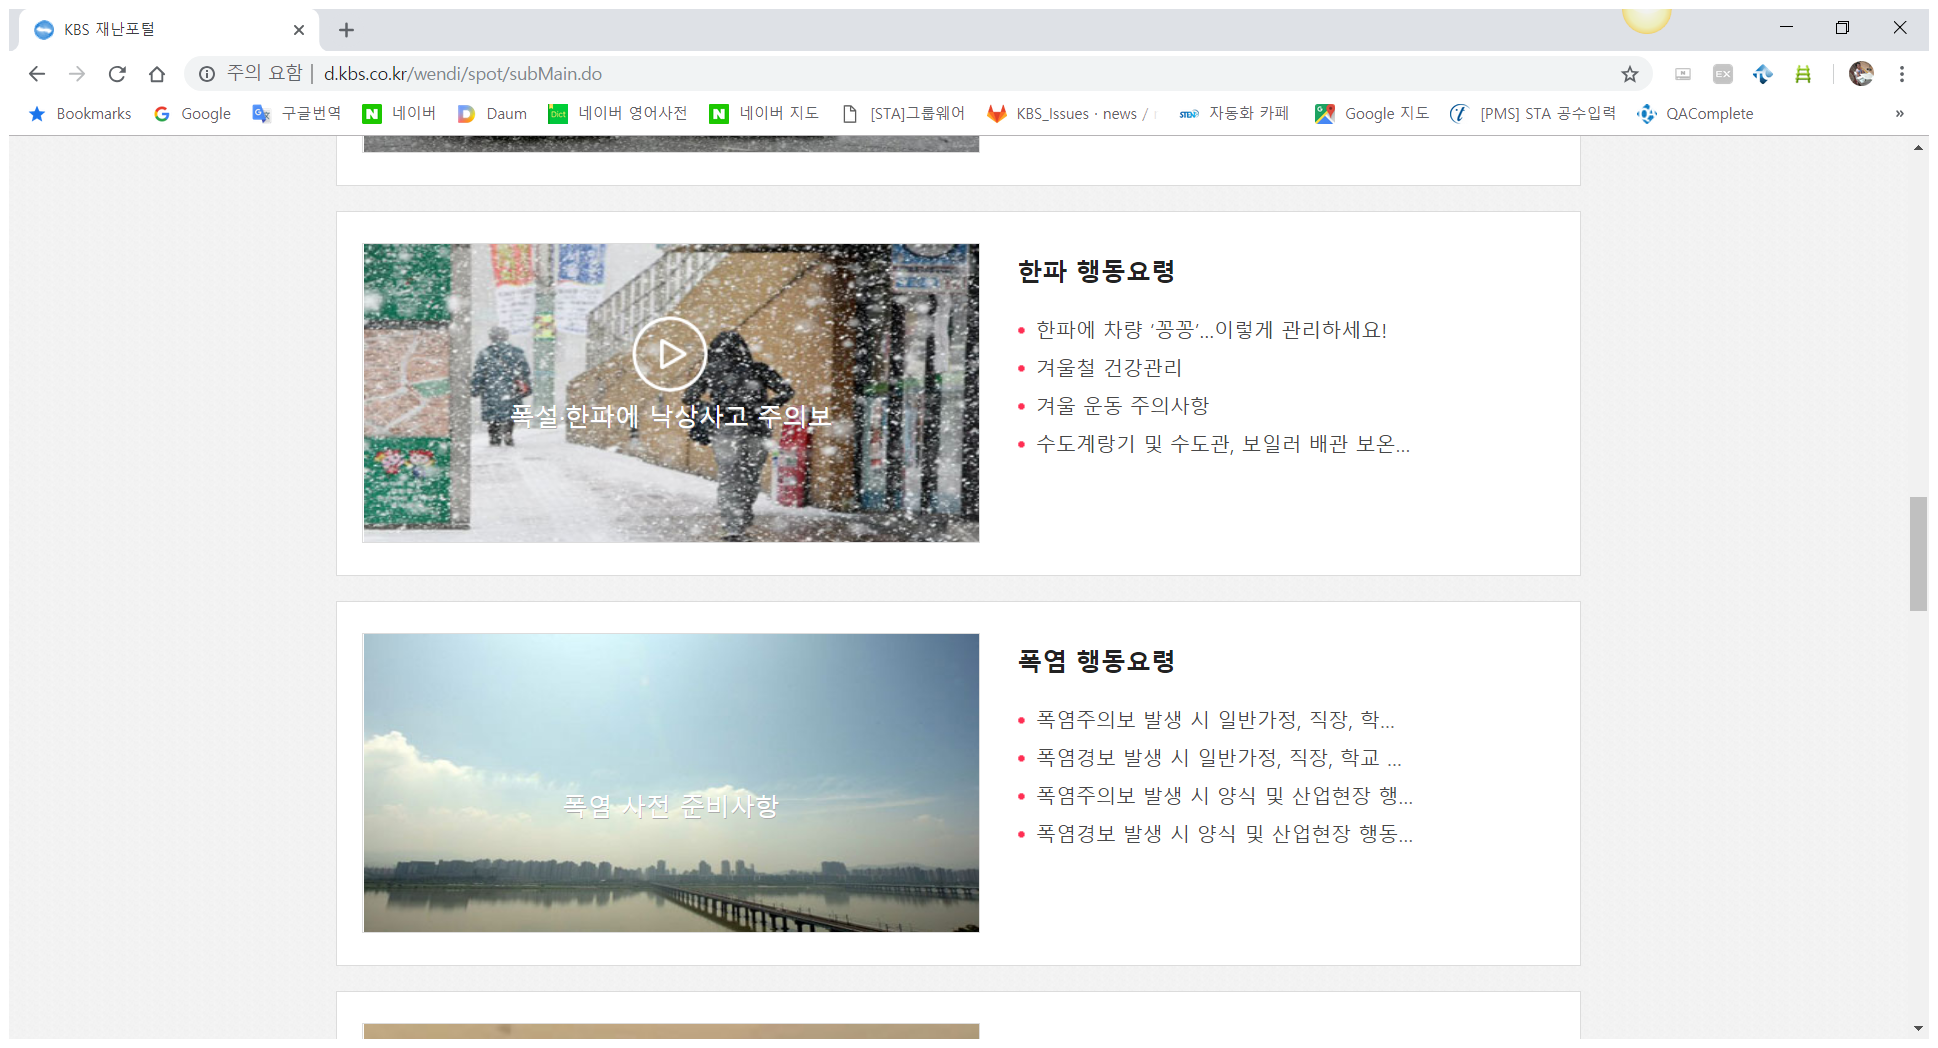 KBS 재난포털
주의 요함 | d.kbs.co.kr/wendi/spot/subMain.do
Bookmarks Google 구글번역 네이버 Daum 네이버 영어사전 네이버 지도 [STA]그룹웨어 KBS_Issues · news / 자동화 카페 Google 지도 [PMS] STA 공수입력 QAComplete »
폭설·한파에 낙상사고 주의보
한파 행동요령
한파에 차량 ‘꽁꽁’...이렇게 관리하세요!
겨울철 건강관리
겨울 운동 주의사항
수도계랑기 및 수도관, 보일러 배관 보온...
폭염 사전 준비사항
폭염 행동요령
폭염주의보 발생 시 일반가정, 직장, 학...
폭염경보 발생 시 일반가정, 직장, 학교 ...
폭염주의보 발생 시 양식 및 산업현장 행...
폭염경보 발생 시 양식 및 산업현장 행동...